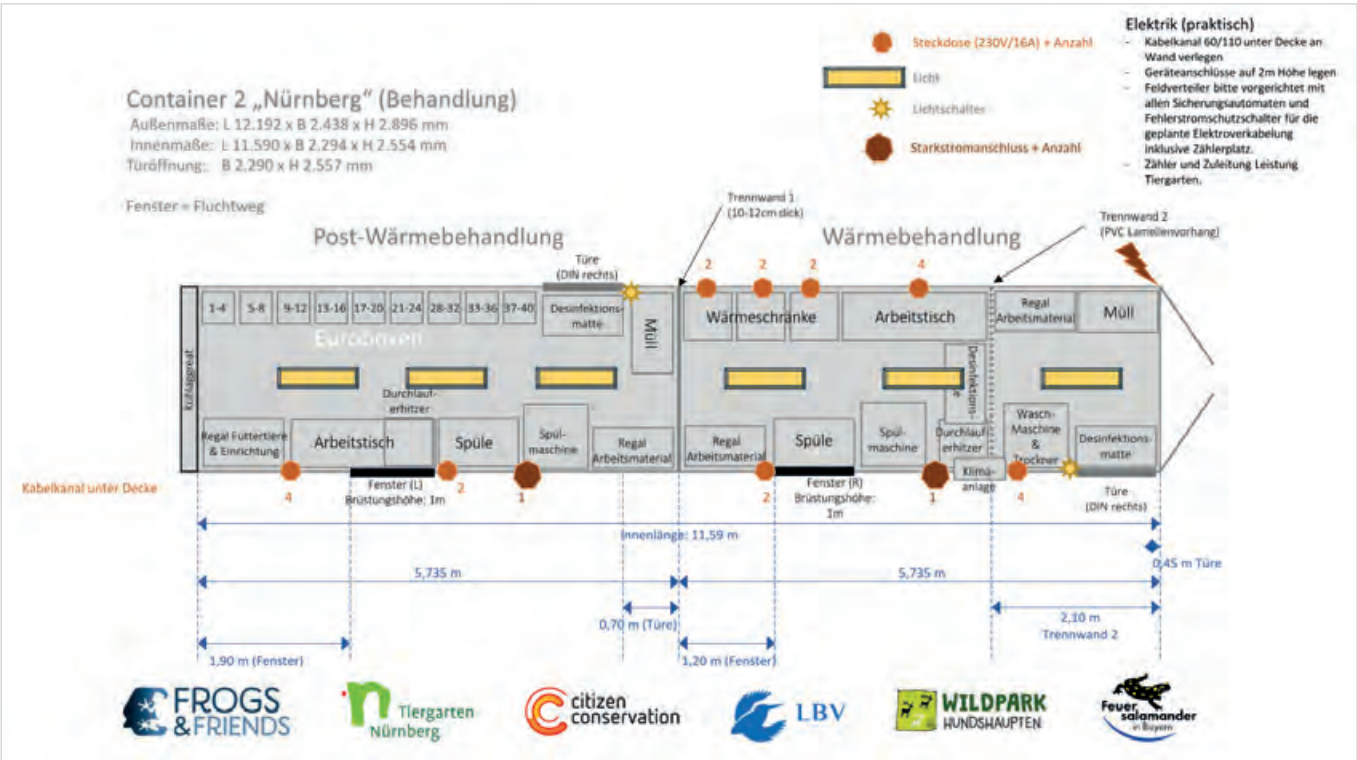 Container 2 „Nürnberg“ (Behandlung)
Außenmaße: L 12.192 x B 2.438 x H 2.896 mm
Innenmaße: L 11.590 x B 2.294 x H 2.554 mm
Türöffnung: B 2.290 x H 2.557 mm
Fenster = Fluchtweg
Steckdose (230V/16A) + Anzahl
Licht
Lichtschalter
Starkstromanschluss + Anzahl
Elektrik (praktisch)
- Kabelkanal 60/110 unter Decke an
Wand verlegen
- Geräteanschlüsse auf 2m Höhe legen
- Feldverteiler bitte vorgerichtet mit
allen Sicherungsautomaten und
Fehlerstromschutzschalter für die
geplante Elektroverkabelung
inklusive Zählerplatz.
- Zähler und Zuleitung Leistung
Tiergarten.
Trennwand 1
(10-12cm dick)
Trennwand 2
(PVC Lamellenvorhang)
Post-Wärmebehandlung
Wärmebehandlung
Türe
(DIN rechts)
2
2
2
4
Kühlaggreat
1-4
5-8
9-12
13-16
17-20
21-24
28-32
33-36
37-40
Desinfektions-
matte
Müll
Wärmeschränke
Arbeitstisch
Regal
Arbeitsmaterial
Müll
Euroboxen
Desinfektions-
Durchlauf-
erhitzer
Regal Futtertiere
& Einrichtung
Arbeitstisch
Spüle
Spül-
maschine
Regal
Arbeitsmaterial
Regal
Arbeitsmaterial
Spüle
Spül-
maschine
Durchlauf-
erhitzer
Klima-
anlage
Wasch-
Maschine
&
Trockner
Desinfektions-
matte
Kabelkanal unter Decke
4
Fenster (L)
Brüstungshöhe: 1m
2
1
2
Fenster (R)
Brüstungshöhe:
1m
1
4
Türe
(DIN rechts)
Innenlänge: 11,59 m
0,45 m Türe
5,735 m
5,735 m
0,70 m (Türe)
2,10 m
Trennwand 2
1,90 m (Fenster)
1,20 m (Fenster)
FROGS
& FRIENDS
Tiergarten
Nürnberg
citizen
conservation
LBV
WILDPARK
HUNDSHAUPTEN
Feuer
salamander
in Bayern